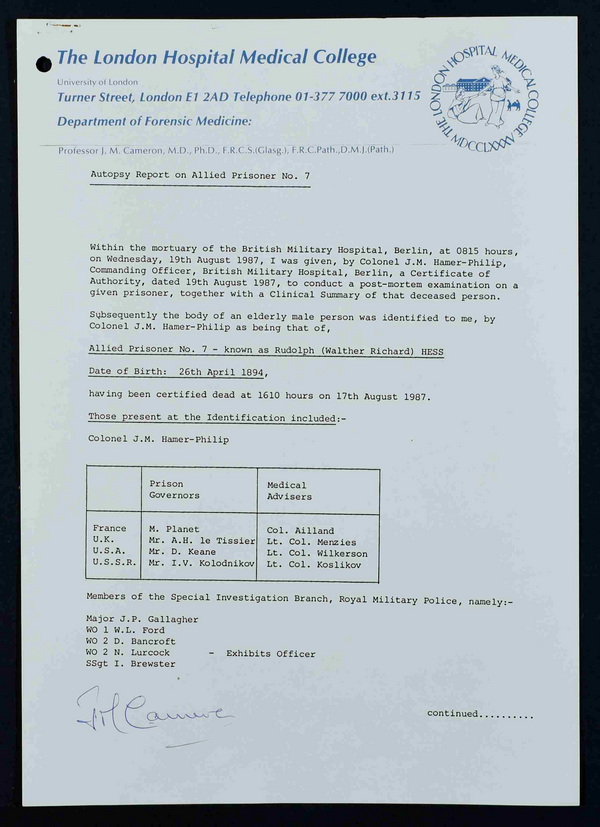 The London Hospital Medical College
THE LONDON HOSPITAL MEDICAL COLLEGE MDCCLXXXV
University of London
Turner Street, London E1 2AD Telephone 01-377 7000 ext.3115
Department of Forensic Medicine:
Professor J. M. Cameron, M.D., Ph.D., F.R.C.S.(Glasg.), F.R.C.Path.,D.M.J.(Path.)
Autopsy Report on Allied Prisoner No. 7
Within the mortuary of the British Military Hospital, Berlin, at 0815 hours,
on Wednesday, 19th August 1987, I was given, by Colonel J.M. Hamer-Philip,
Commanding Officer, British Military Hospital, Berlin, a Certificate of
Authority, dated 19th August 1987, to conduct a post-mortem examination on a
given prisoner, together with a Clinical Summary of that deceased person.
Subsequently the body of an elderly male person was identified to me, by
Colonel J.M. Hamer-Philip as being that of,
Allied Prisoner No. 7 - known as Rudolph (Walther Richard) HESS
Date of Birth: 26th April 1894,
having been certified dead at 1610 hours on 17th August 1987.
Those present at the Identification included:-
Colonel J.M. Hamer-Philip
Prison Governors
Medical Advisers
France M. Planet Col. Ailland
U.K. Mr. A.H. le Tissier Lt. Col. Menzies
U.S.A. Mr. D. Keane Lt. Col. Wilkerson
U.S.S.R. Mr. I.V. Kolodnikov Lt. Col. Koslikov
Members of the Special Investigation Branch, Royal Military Police, namely:-
Major J.P. Gallagher
WO 1 W.L. Ford
WO 2 D. Bancroft
WO 2 N. Lurcock - Exhibits Officer
SSgt I. Brewster
JM Cameron
continued..........